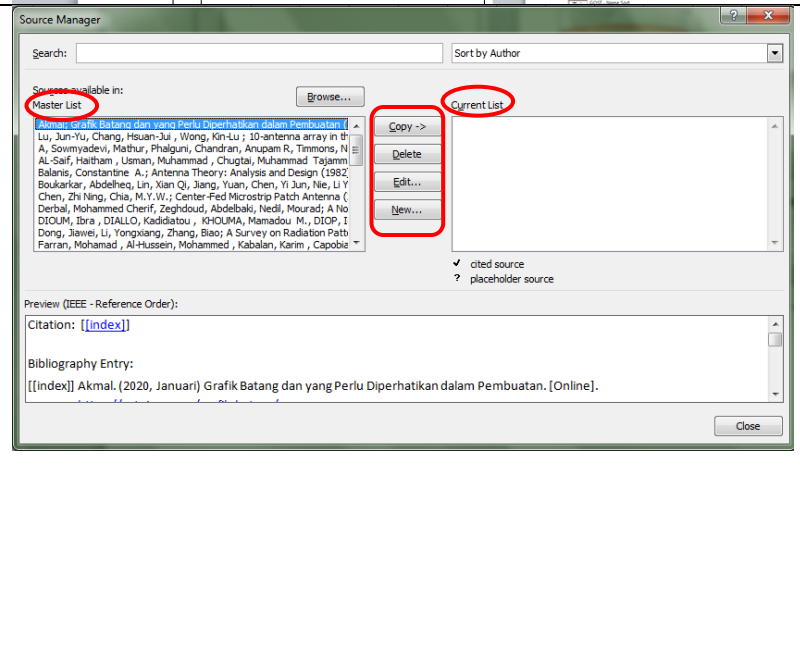 GOST - Name Sort
Source Manager
Search:
Sort by Author
Sources available in:
Browse...
Master List
Current List
Akmal; Grafik Batang dan yang Perlu Diperhatikan dalam Pembuatan (
Lu, Jun-Yu, Chang, Hsuan-Jui , Wong, Kin-Lu ; 10-antenna array in th
A, Sowmyadevi, Mathur, Phalguni, Chandran, Anupam R, Timmons, N
AL-Saif, Haitham , Usman, Muhammad , Chugtai, Muhammad Tajamm
Balanis, Constantine A.; Antenna Theory: Analysis and Design (1982)
Boukarkar, Abdelheq, Lin, Xian Qi, Jiang, Yuan, Chen, Yi Jun, Nie, Li Y
Chen, Zhi Ning, Chia, M.Y.W.; Center-Fed Microstrip Patch Antenna (
Derbal, Mohammed Cherif, Zeghdoud, Abdelbaki, Nedil, Mourad; A No
DIOUM, Ibra , DIALLO, Kadidiatou , KHOUMA, Mamadou M., DIOP, I
Dong, Jiawei, Li, Yongxiang, Zhang, Biao; A Survey on Radiation Patt
Farran, Mohamad , Al-Hussein, Mohammed , Kabalan, Karim , Capobia
Copy ->
Delete
Edit...
New...
✔ cited source
? placeholder source
Preview (IEEE - Reference Order):
Citation: [[index]]
Bibliography Entry:
[[index]] Akmal. (2020, Januari) Grafik Batang dan yang Perlu Diperhatikan dalam Pembuatan. [Online].
Close